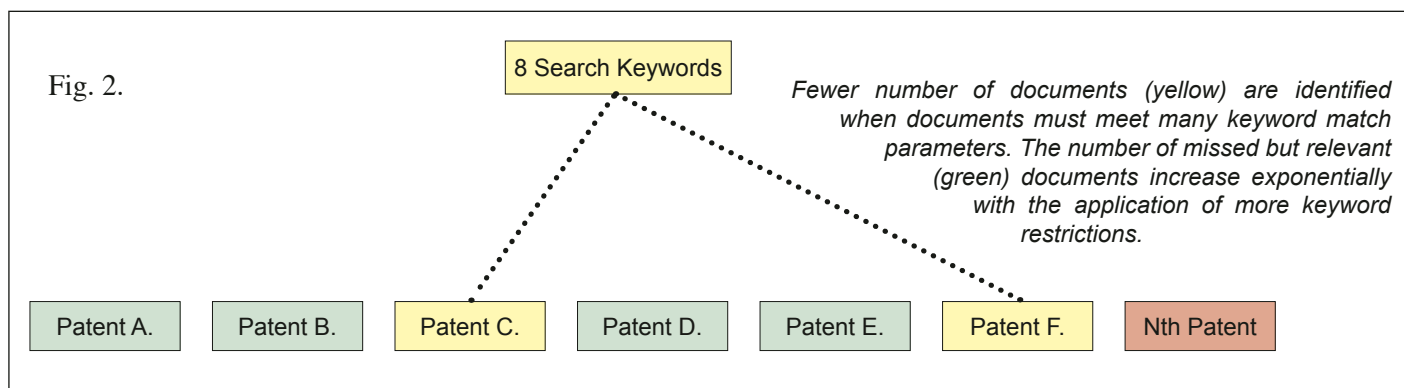 8 Search Keywords
Fig. 2.
Fewer number of documents (yellow) are identified
when documents must meet many keyword match
parameters. The number of missed but relevant
(green) documents increase exponentially
with the application of more keyword
restrictions.
Patent A.
Patent B.
Patent C.
Patent D.
Patent E.
Patent F.
Nth Patent